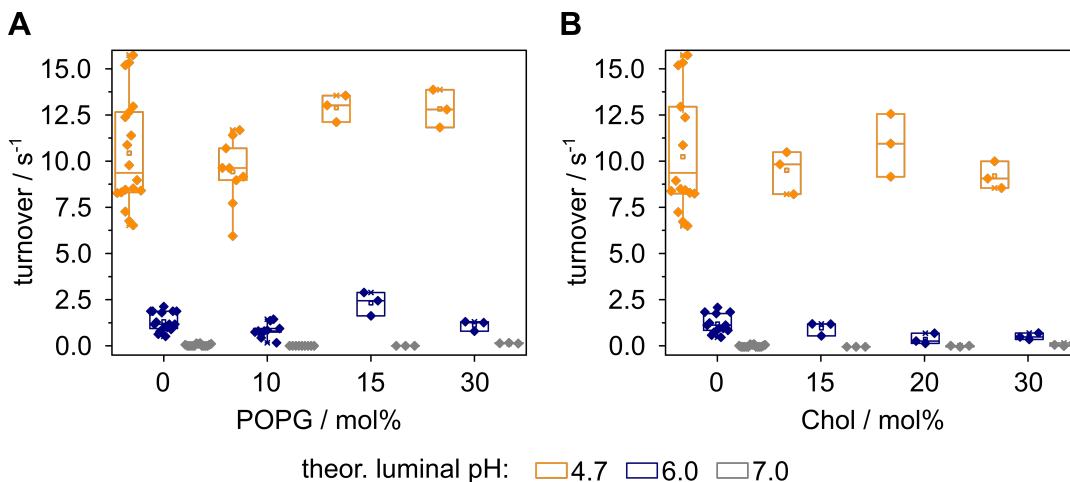 A
B
turnover / s⁻¹
15.0
12.5
10.0
7.5
5.0
2.5
0.0
0 10 15 30
POPG / mol%
turnover / s⁻¹
15.0
12.5
10.0
7.5
5.0
2.5
0.0
0 15 20 30
Chol / mol%
theor. luminal pH: 4.7 6.0 7.0